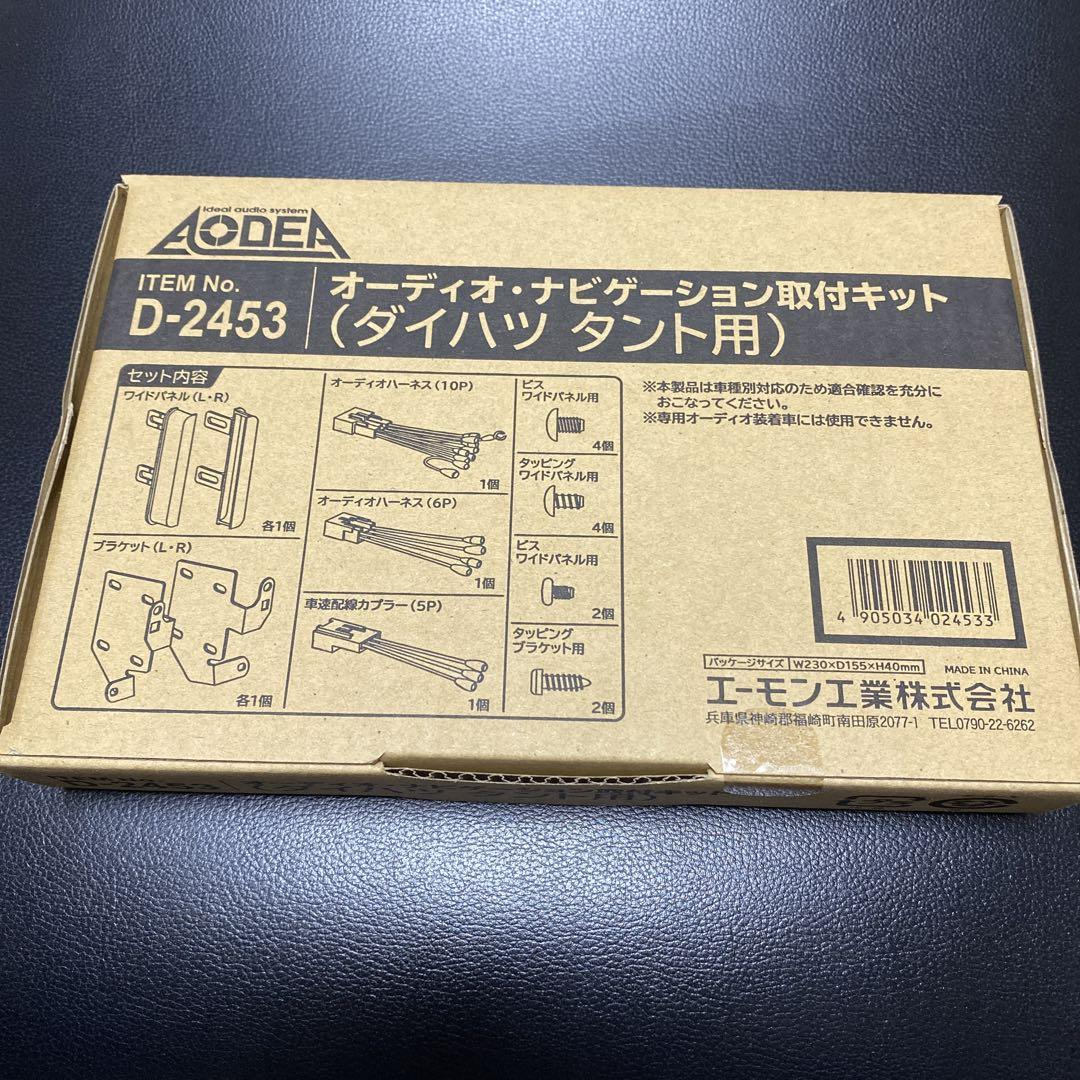 ideal audio system
AODEA
ITEM No.
D-2453
オーディオ・ナビゲーション取付キット
(ダイハツ タント用)
セット内容
ワイドパネル(L・R)
各1個
ブラケット(L・R)
各1個
オーディオハーネス(10P)
1個
オーディオハーネス(6P)
1個
車速配線カプラー(5P)
1個
ビス
ワイドパネル用
4個
タッピング
ワイドパネル用
4個
ビス
ワイドパネル用
2個
タッピング
ブラケット用
2個
※本製品は車種別対応のため適合確認を充分に
おこなってください。
※専用オーディオ装着車には使用できません。
4 905034 024533
パッケージサイズ W230×D155×H40mm
MADE IN CHINA
エーモン工業株式会社
兵庫県神崎郡福崎町南田原2077-1 TEL0790-22-6262
ITEM No.
D-2453
(ダイハツ タント用)